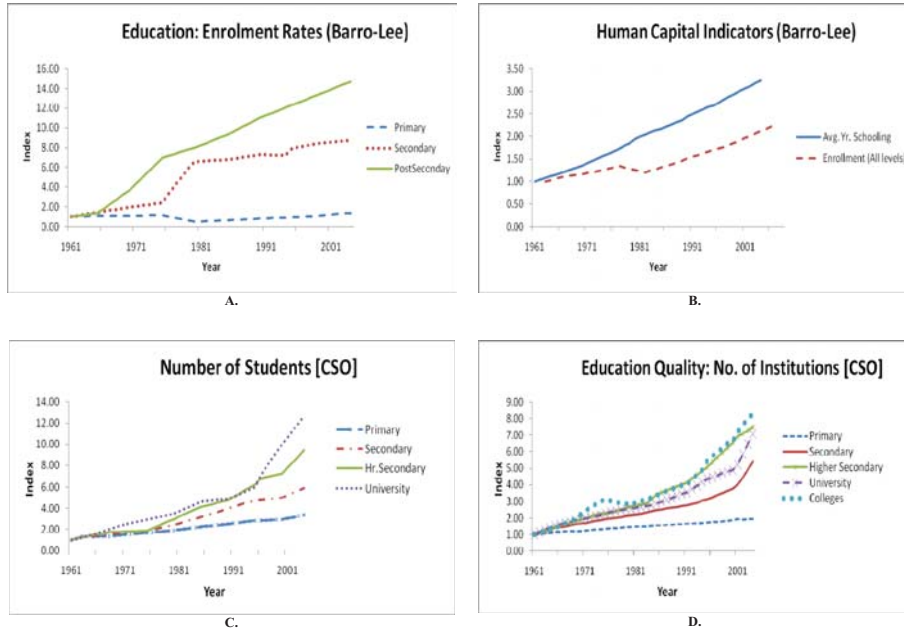 Education: Enrolment Rates (Barro-Lee)
16.00
14.00
12.00
10.00
8.00
6.00
4.00
2.00
0.00
Index
1961
1971
1981
1991
2001
Year
Primary
Secondary
PostSeconday
A.
Human Capital Indicators (Barro-Lee)
3.50
3.00
2.50
2.00
1.50
1.00
0.50
0.00
Index
1961
1971
1981
1991
2001
Year
Avg. Yr. Schooling
Enrollment (All levels)
B.
Number of Students [CSO]
14.00
12.00
10.00
8.00
6.00
4.00
2.00
0.00
Index
1961
1971
1981
1991
2001
Year
Primary
Secondary
Hr.Secondary
University
C.
Education Quality: No. of Institutions [CSO]
9.00
8.00
7.00
6.00
5.00
4.00
3.00
2.00
1.00
0.00
Index
1961
1971
1981
1991
2001
Year
Primary
Secondary
Higher Secondary
University
Colleges
D.